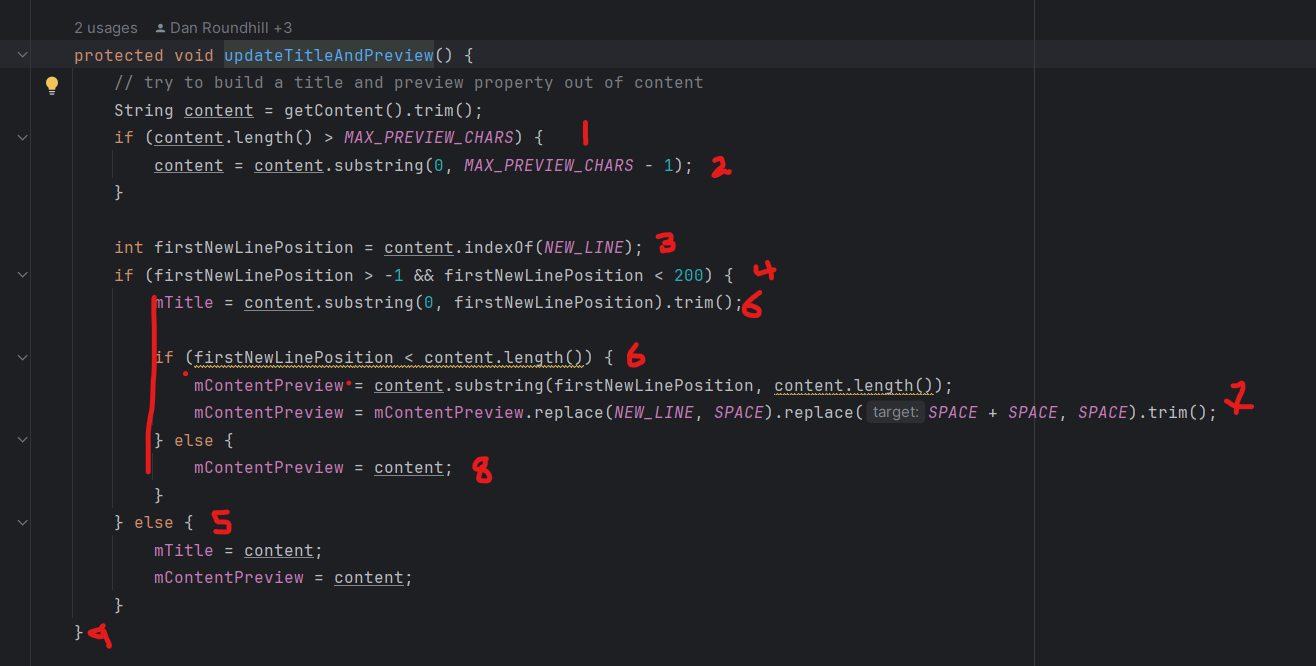 2 usages Dan Roundhill +3
protected void updateTitleAndPreview() {
// try to build a title and preview property out of content
String content = getContent().trim();
if (content.length() > MAX_PREVIEW_CHARS) { 1
content = content.substring(0, MAX_PREVIEW_CHARS - 1); 2
}
int firstNewLinePosition = content.indexOf(NEW_LINE); 3
if (firstNewLinePosition > -1 && firstNewLinePosition < 200) { 4
mTitle = content.substring(0, firstNewLinePosition).trim(); 6
if (firstNewLinePosition < content.length()) { 6
mContentPreview = content.substring(firstNewLinePosition, content.length());
mContentPreview = mContentPreview.replace(NEW_LINE, SPACE).replace( target: SPACE + SPACE, SPACE).trim(); 7
} else {
mContentPreview = content; 8
}
} else { 5
mTitle = content;
mContentPreview = content;
}
} 9